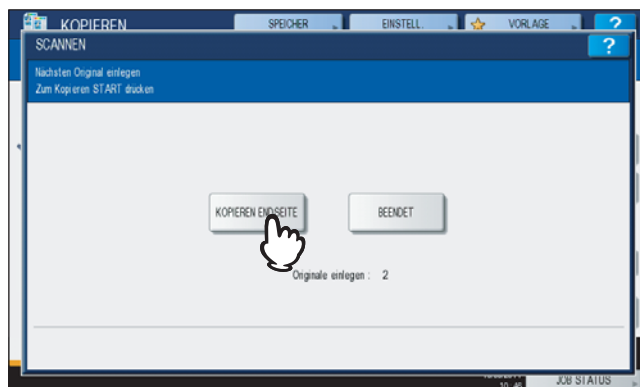 KOPIEREN
SPEICHER
EINSTELL.
VORLAGE
?
SCANNEN
?
Nächsten Original einlegen
Zum Kopieren START drücken
KOPIEREN ENDSEITE
BEENDET
Originale einlegen : 2
JOB STATUS